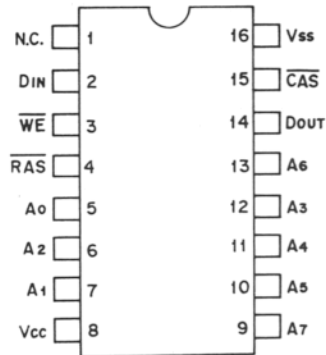 N.C. 1 16 Vss
DIN 2 15 CAS
WE 3 14 DOUT
RAS 4 13 A6
A0 5 12 A3
A2 6 11 A4
A1 7 10 A5
Vcc 8 9 A7